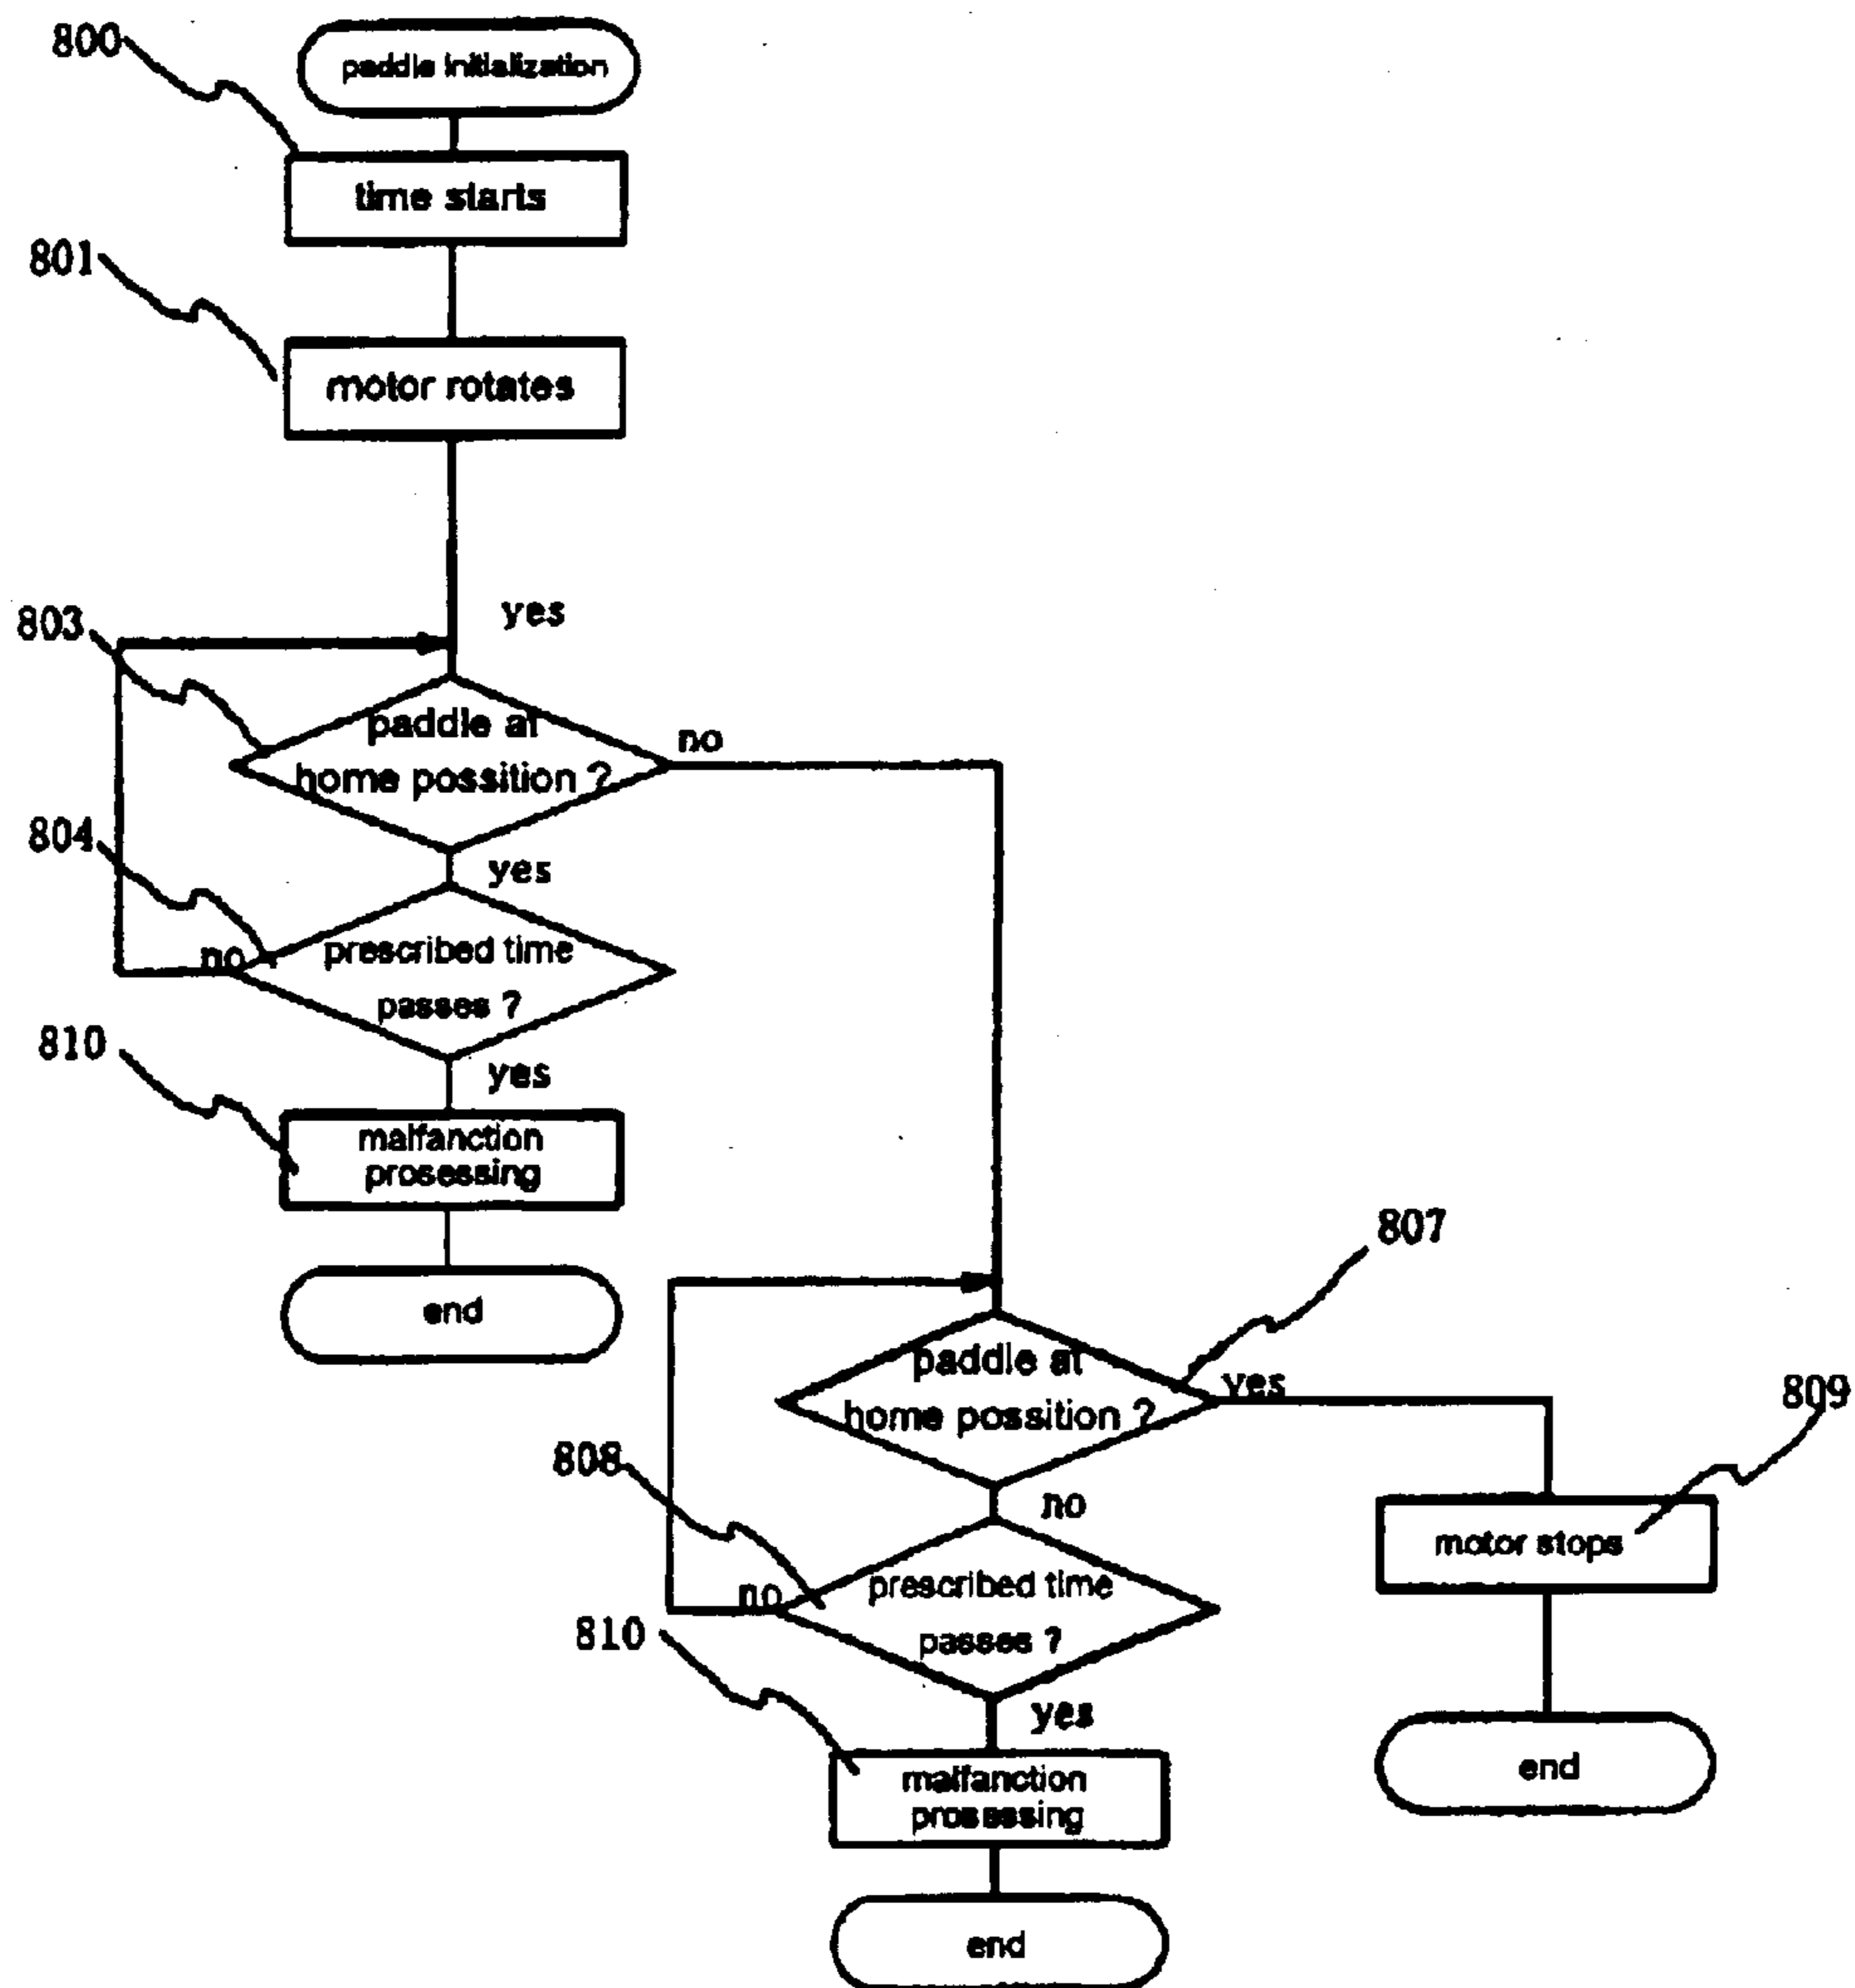 800
paddle initialization
time starts
801
motor rotates
yes
803
paddle at
home possition ?
no
804
yes
no
prescribed time
passes ?
810
yes
malfanction
prosessing
end
807
paddle at
home possition ?
yes
809
808
no
motor stops
no
prescribed time
passes ?
810
yes
malfanction
prosessing
end
end